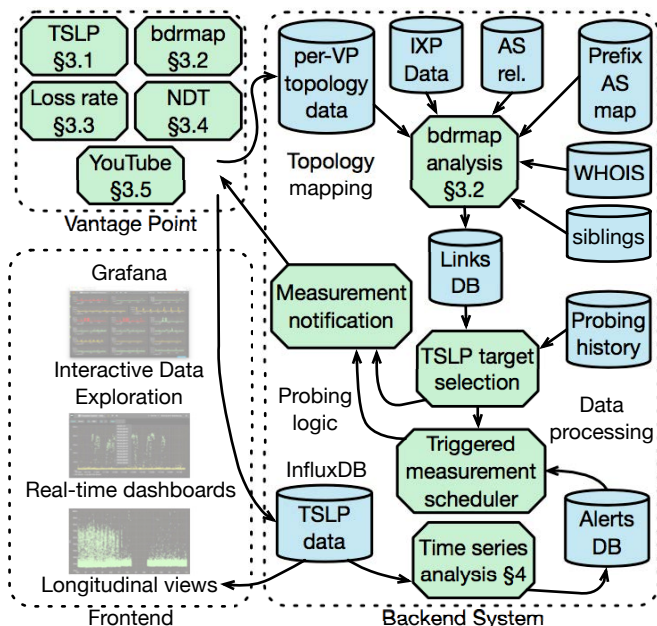 TSLP
§3.1
bdrmap
§3.2
Loss rate
§3.3
NDT
§3.4
YouTube
§3.5
Vantage Point
per-VP
topology
data
IXP
Data
AS
rel.
Prefix
AS
map
Topology
mapping
bdrmap
analysis
§3.2
WHOIS
siblings
Links
DB
Measurement
notification
TSLP target
selection
Probing
history
Probing
logic
Triggered
measurement
scheduler
Data
processing
InfluxDB
TSLP
data
Time series
analysis §4
Alerts
DB
Backend System
Grafana
Interactive Data
Exploration
Real-time dashboards
Longitudinal views
Frontend